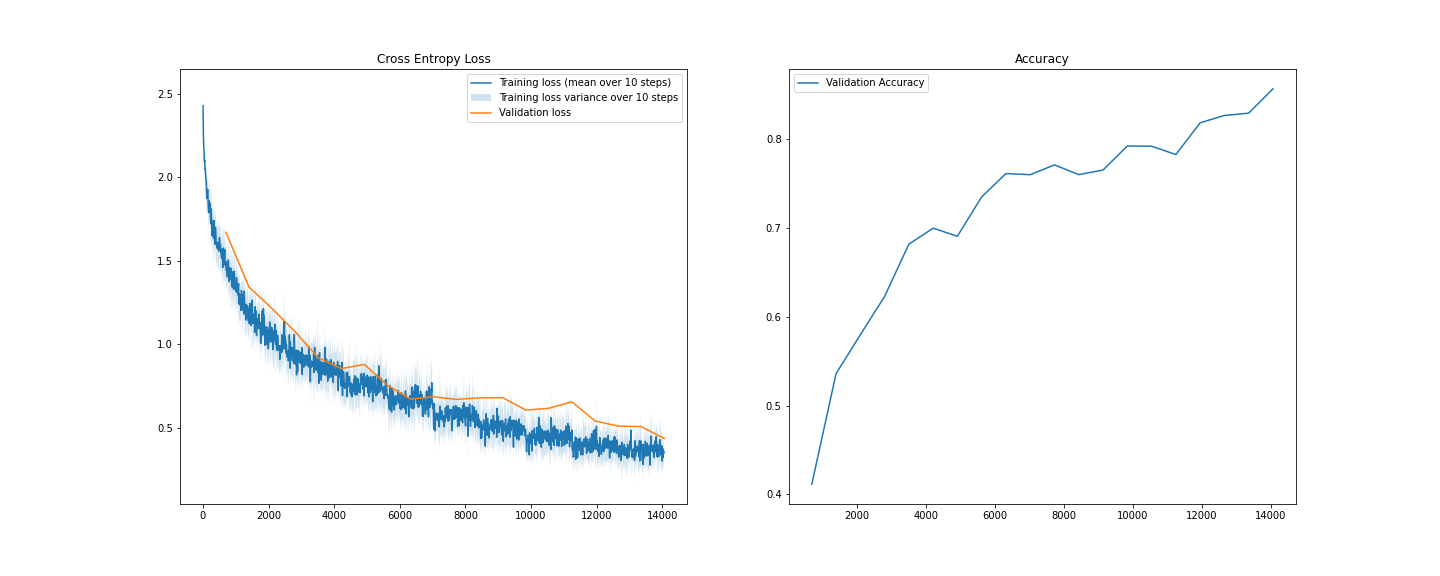 Cross Entropy Loss
Training loss (mean over 10 steps)
Training loss variance over 10 steps
Validation loss
2.5
2.0
1.5
1.0
0.5
0 2000 4000 6000 8000 10000 12000 14000
Accuracy
Validation Accuracy
0.8
0.7
0.6
0.5
0.4
2000 4000 6000 8000 10000 12000 14000